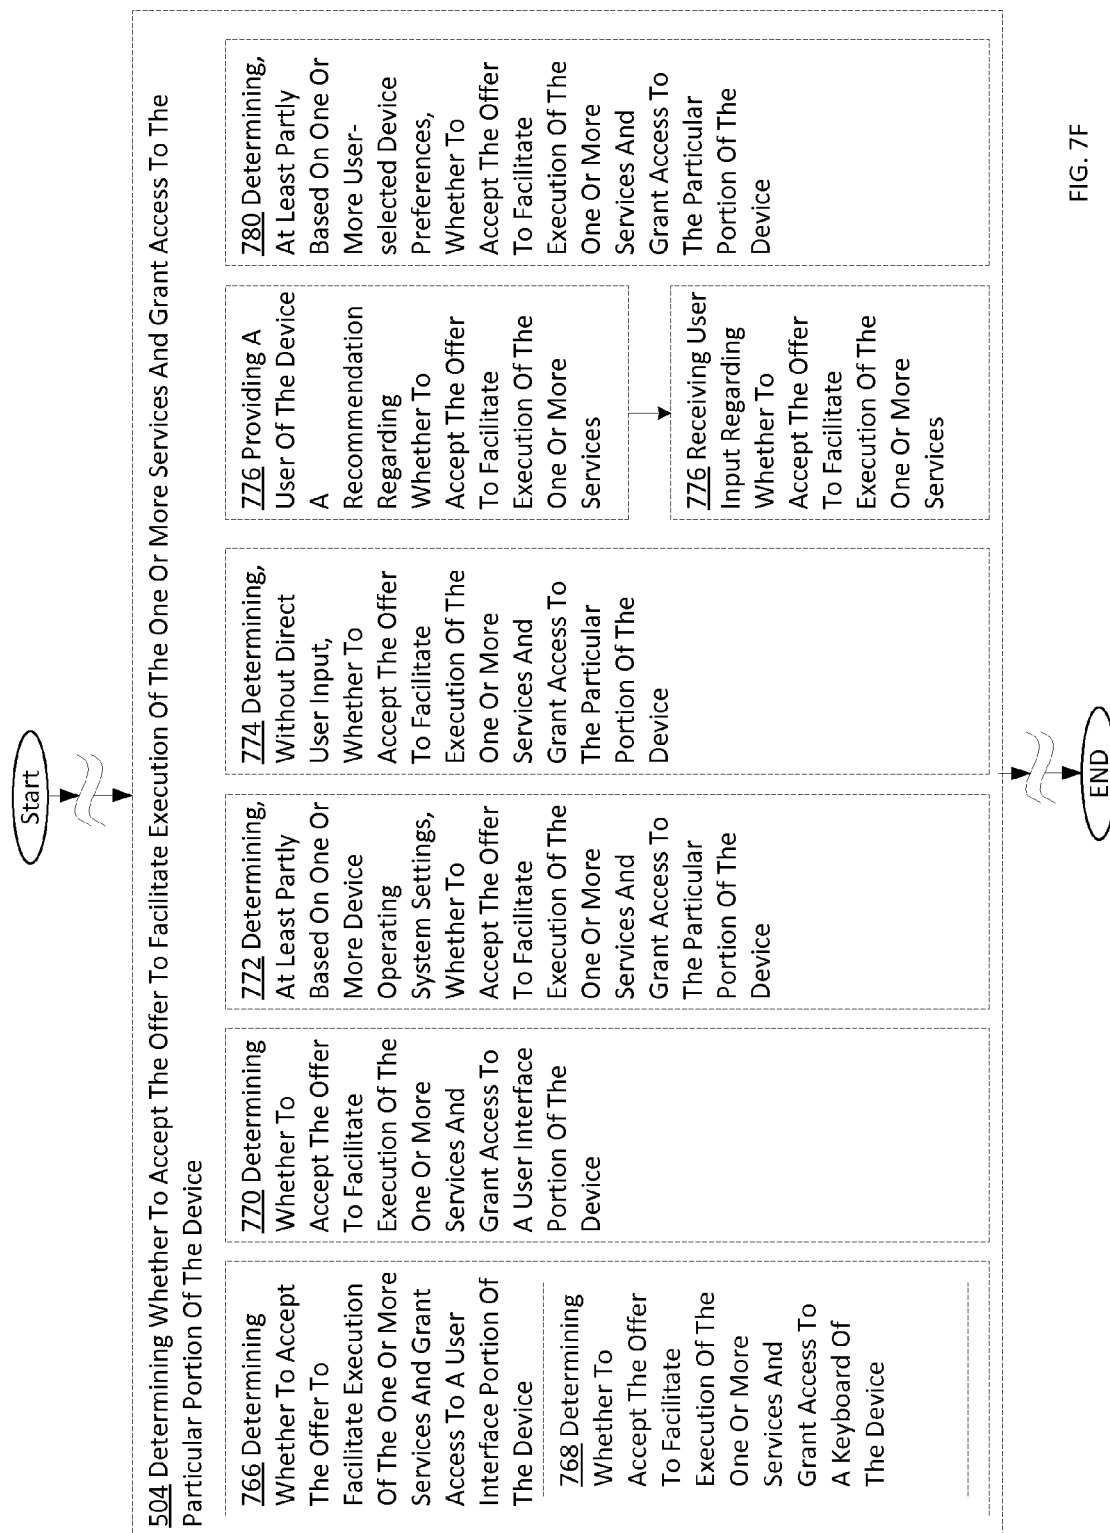 Start
504 Determining Whether To Accept The Offer To Facilitate Execution Of The One Or More Services And Grant Access To The
Particular Portion Of The Device
766 Determining
Whether To Accept
The Offer To
Facilitate Execution
Of The One Or More
Services And Grant
Access To A User
Interface Portion Of
The Device
768 Determining
Whether To
Accept The Offer
To Facilitate
Execution Of The
One Or More
Services And
Grant Access To
A Keyboard Of
The Device
770 Determining
Whether To
Accept The Offer
To Facilitate
Execution Of The
One Or More
Services And
Grant Access To
A User Interface
Portion Of The
Device
772 Determining,
At Least Partly
Based On One Or
More Device
Operating
System Settings,
Whether To
Accept The Offer
To Facilitate
Execution Of The
One Or More
Services And
Grant Access To
The Particular
Portion Of The
Device
774 Determining,
Without Direct
User Input,
Whether To
Accept The Offer
To Facilitate
Execution Of The
One Or More
Services And
Grant Access To
The Particular
Portion Of The
Device
776 Providing A
User Of The Device
A
Recommendation
Regarding
Whether To
Accept The Offer
To Facilitate
Execution Of The
One Or More
Services
776 Receiving User
Input Regarding
Whether To
Accept The Offer
To Facilitate
Execution Of The
One Or More
Services
780 Determining,
At Least Partly
Based On One Or
More User-
selected Device
Preferences,
Whether To
Accept The Offer
To Facilitate
Execution Of The
One Or More
Services And
Grant Access To
The Particular
Portion Of The
Device
END
FIG. 7F